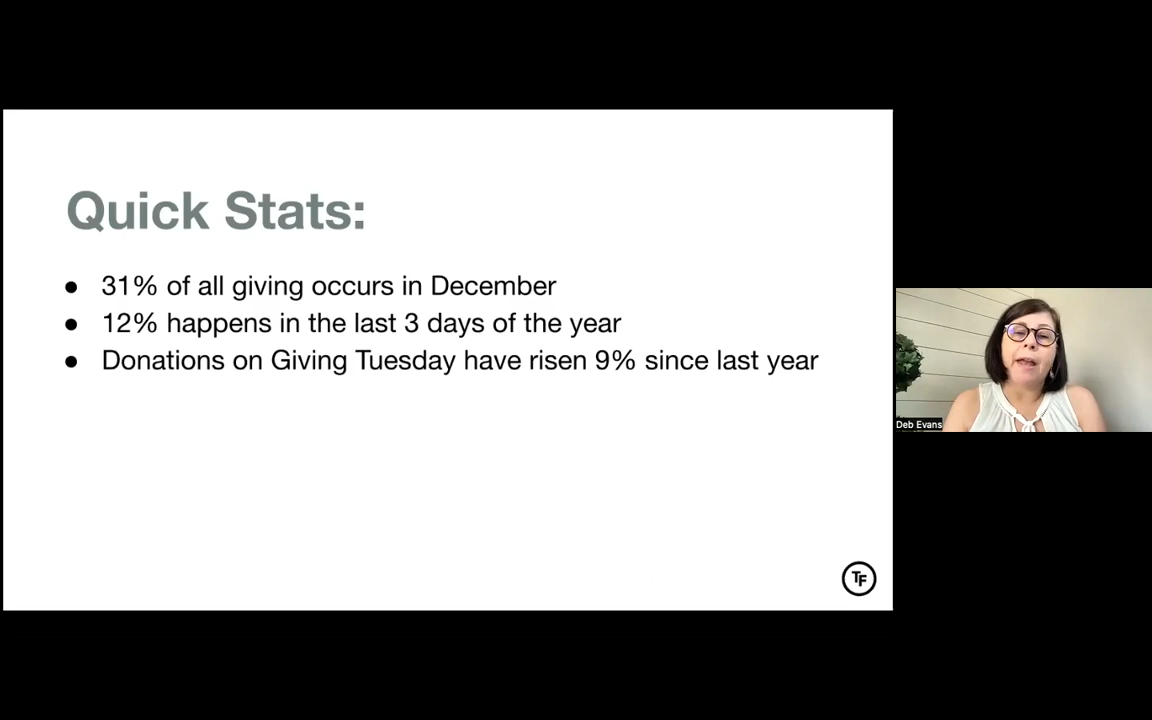 Quick Stats:
● 31% of all giving occurs in December
● 12% happens in the last 3 days of the year
● Donations on Giving Tuesday have risen 9% since last year
Deb Evans
TF